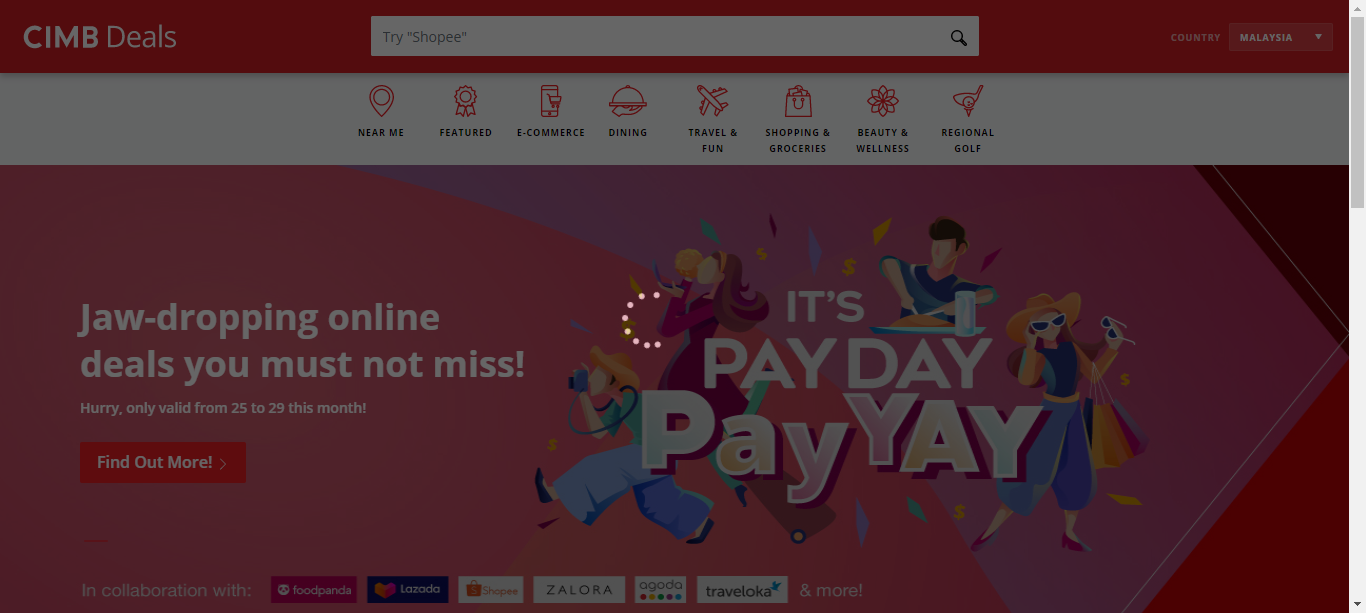 CIMB Deals
Try "Shopee"
COUNTRY
MALAYSIA
NEAR ME
FEATURED
E-COMMERCE
DINING
TRAVEL &
FUN
SHOPPING &
GROCERIES
BEAUTY &
WELLNESS
REGIONAL
GOLF
Jaw-dropping online
deals you must not miss!
Hurry, only valid from 25 to 29 this month!
Find Out More!
IT'S
PAY DAY
PayYAY
In collaboration with: foodpanda Lazada Shopee ZALORA agoda traveloka & more!